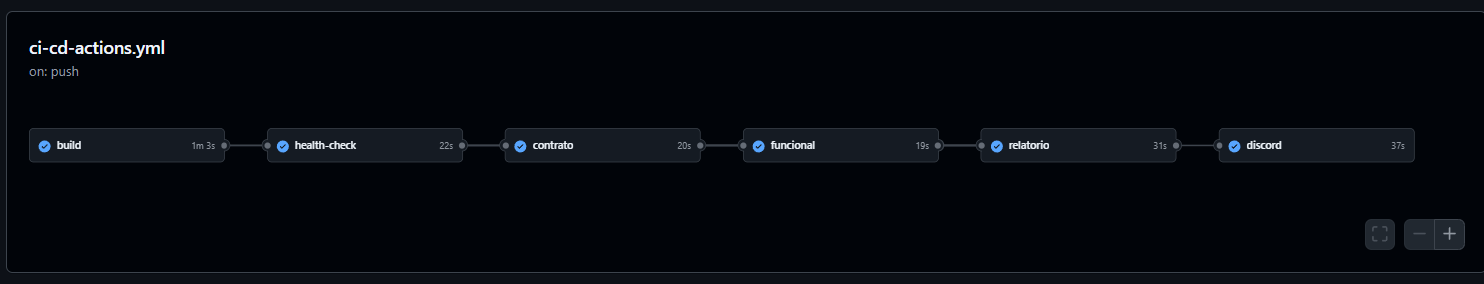 ci-cd-actions.yml
on: push
build 1m 3s health-check 22s contrato 20s funcional 19s relatorio 31s discord 37s